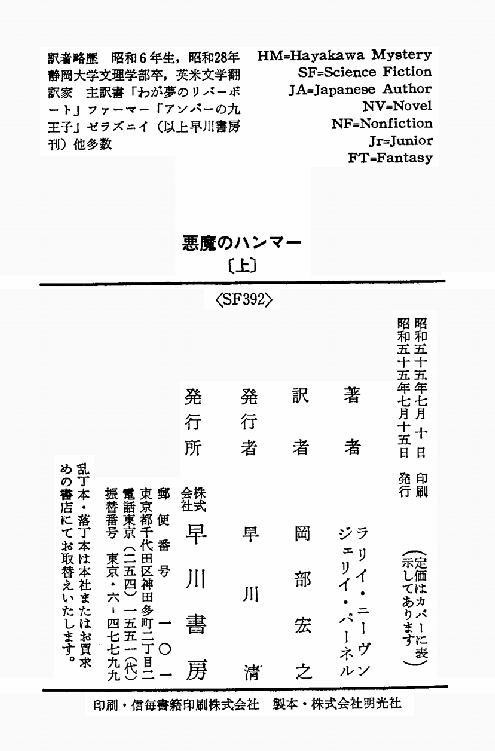 訳者略歴　昭和6年生，昭和28年
静岡大学文理学部卒，英米文学翻
訳家　主訳書「わが夢のリバーボ
ート」ファーマー「アンバーの九
王子」ゼラズニイ（以上早川書房
刊）他多数
HM=Hayakawa Mystery
SF=Science Fiction
JA=Japanese Author
NV=Novel
NF=Nonfiction
Jr=Junior
FT=Fantasy
悪魔のハンマー
〔上〕
〈SF392〉
昭和五十五年七月 十 日　印刷
昭和五十五年七月十五日　発行
（定価はカバーに表
示してあります）
著　者　ラリイ・ニーヴン
ジェリイ・パーネル
訳　者　岡部宏之
発行者　早川　清
発行所　株式会社　早川書房
郵便番号　一〇一
東京都千代田区神田多町二丁目二
電話東京（二五四）一五五一（代）
振替番号　東京・六－四七七九九
乱丁本・落丁本は本社またはお買求
めの書店にてお取替えいたします。
印刷・信毎書籍印刷株式会社　製本・株式会社明光社